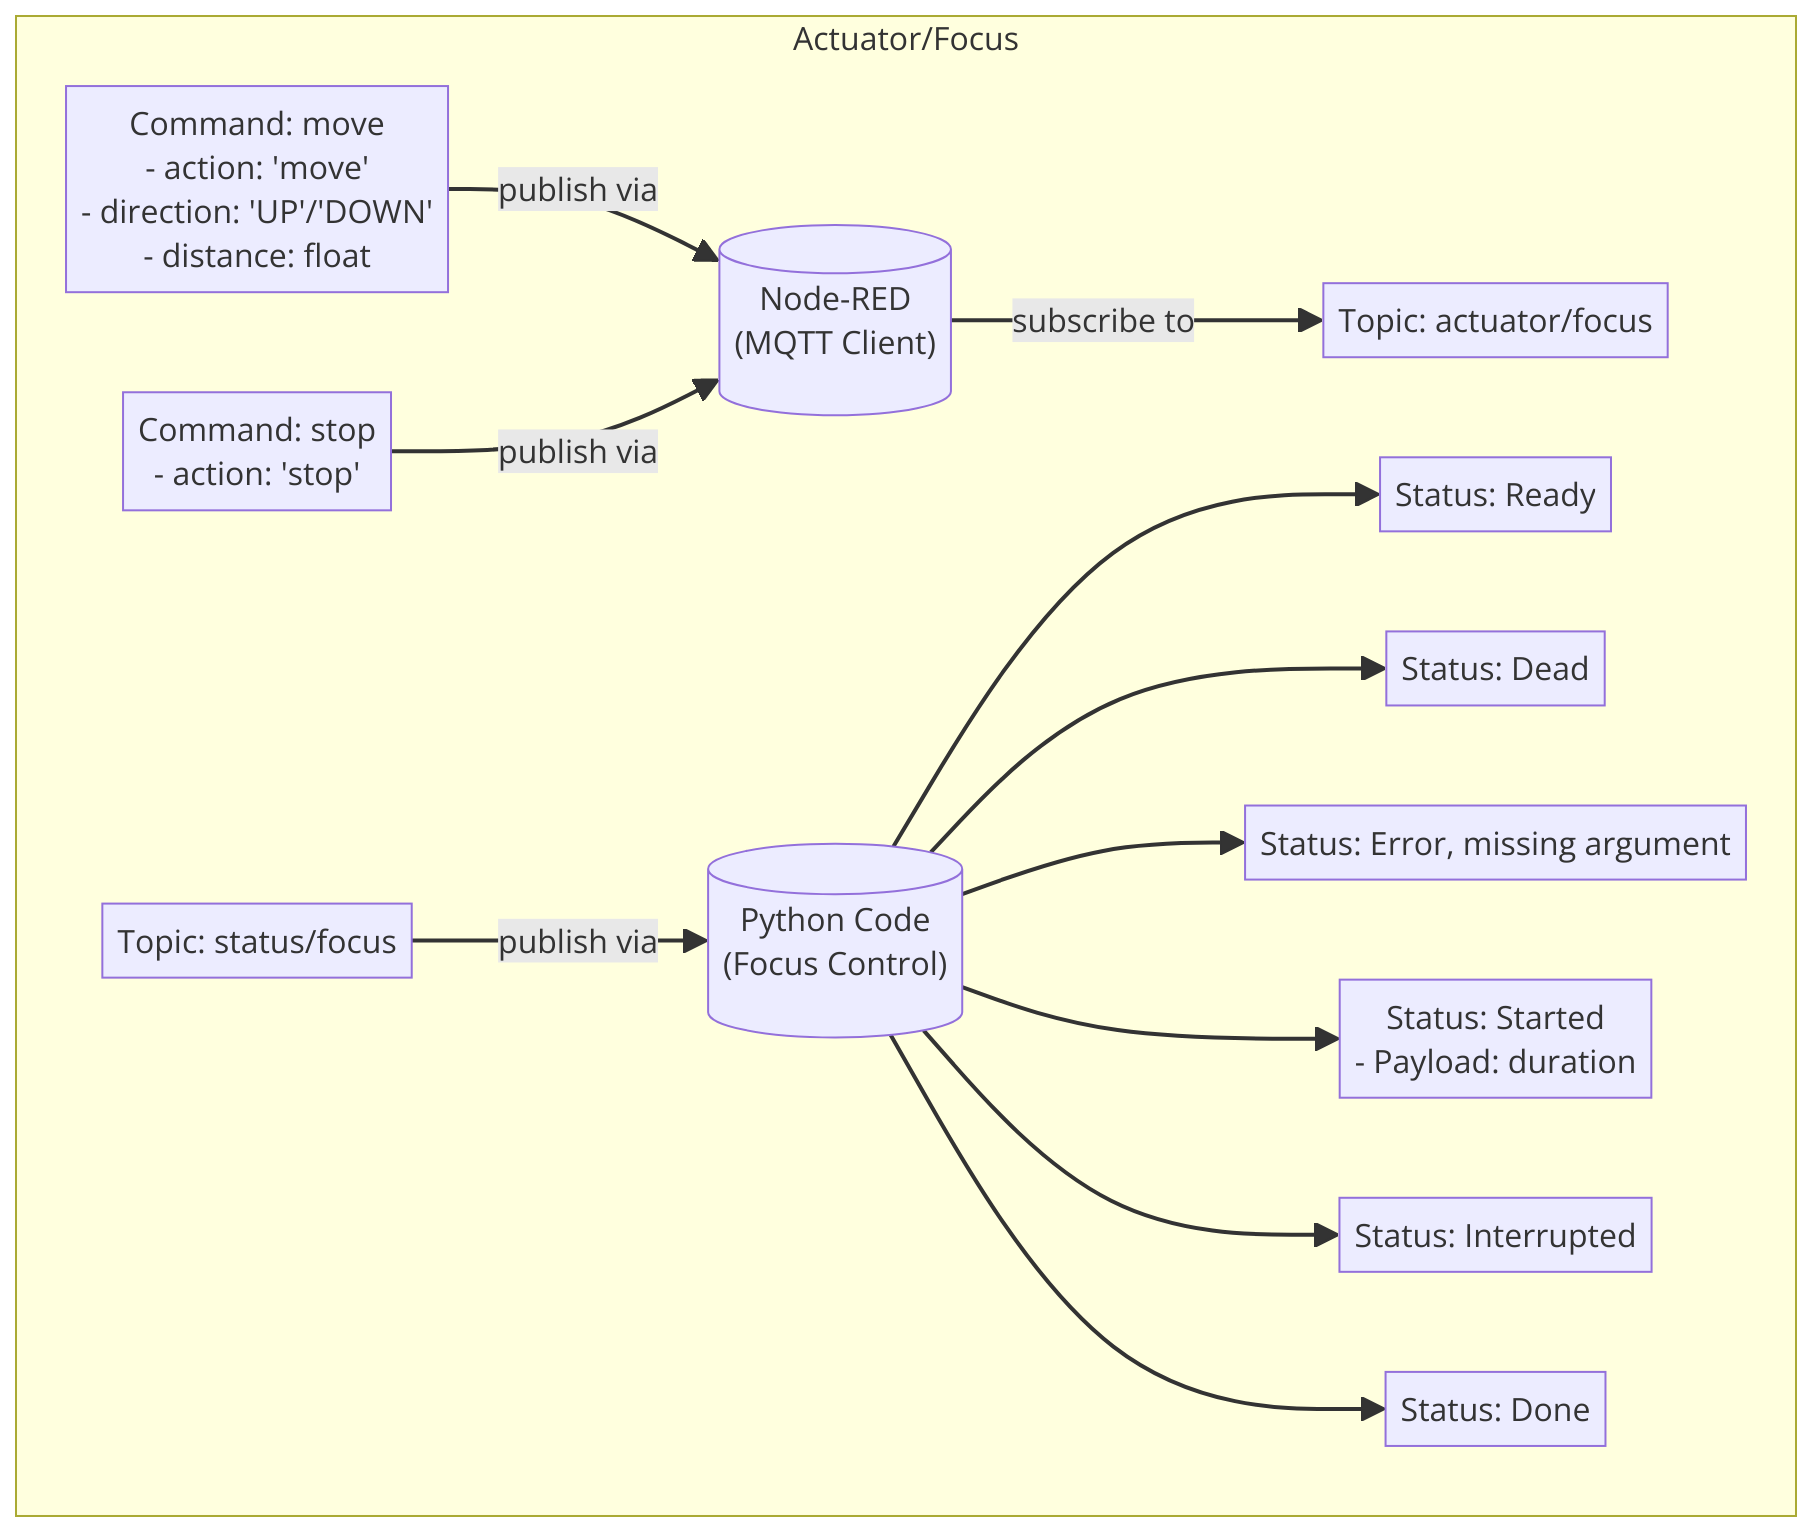 Actuator/Focus
Command: move
- action: 'move'
- direction: 'UP'/'DOWN'
- distance: float
publish via
Node-RED
(MQTT Client)
subscribe to
Topic: actuator/focus
Command: stop
- action: 'stop'
publish via
Status: Ready
Status: Dead
Status: Error, missing argument
Topic: status/focus
publish via
Python Code
(Focus Control)
Status: Started
- Payload: duration
Status: Interrupted
Status: Done